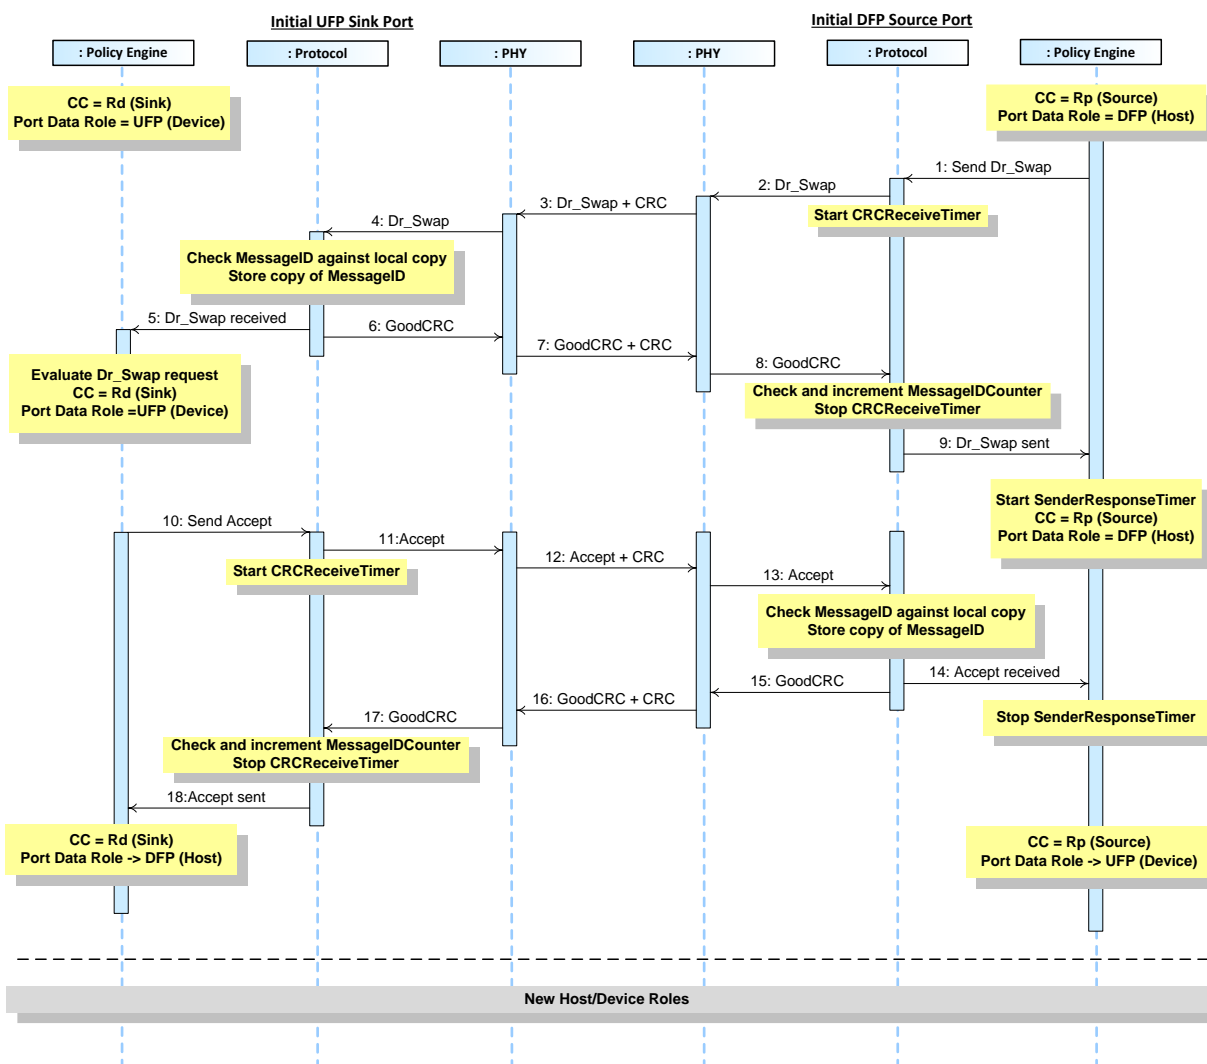 Initial UFP Sink Port
Initial DFP Source Port
: Policy Engine
: Protocol
: PHY
: PHY
: Protocol
: Policy Engine
CC = Rd (Sink)
Port Data Role = UFP (Device)
CC = Rp (Source)
Port Data Role = DFP (Host)
1: Send Dr_Swap
2: Dr_Swap
Start CRCReceiveTimer
3: Dr_Swap + CRC
4: Dr_Swap
Check MessageID against local copy
Store copy of MessageID
5: Dr_Swap received
6: GoodCRC
7: GoodCRC + CRC
8: GoodCRC
Evaluate Dr_Swap request
CC = Rd (Sink)
Port Data Role =UFP (Device)
Check and increment MessageIDCounter
Stop CRCReceiveTimer
9: Dr_Swap sent
Start SenderResponseTimer
CC = Rp (Source)
Port Data Role = DFP (Host)
10: Send Accept
11:Accept
Start CRCReceiveTimer
12: Accept + CRC
13: Accept
Check MessageID against local copy
Store copy of MessageID
14: Accept received
15: GoodCRC
16: GoodCRC + CRC
17: GoodCRC
Stop SenderResponseTimer
Check and increment MessageIDCounter
Stop CRCReceiveTimer
18:Accept sent
CC = Rd (Sink)
Port Data Role -> DFP (Host)
CC = Rp (Source)
Port Data Role -> UFP (Device)
New Host/Device Roles